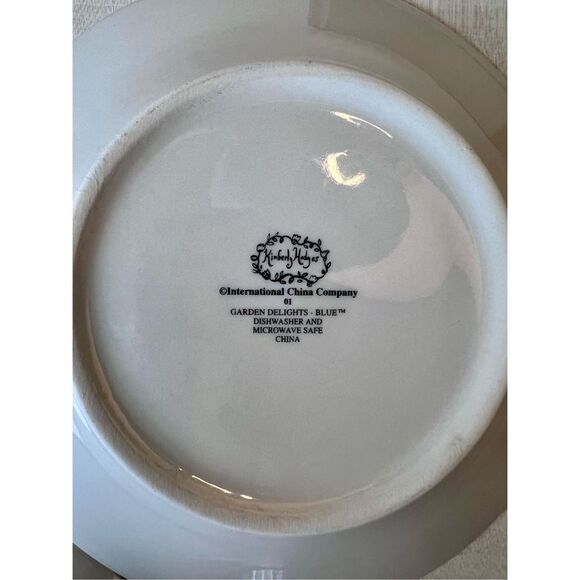 Kimberly Hodges
©International China Company
01
GARDEN DELIGHTS - BLUE™
DISHWASHER AND
MICROWAVE SAFE
CHINA